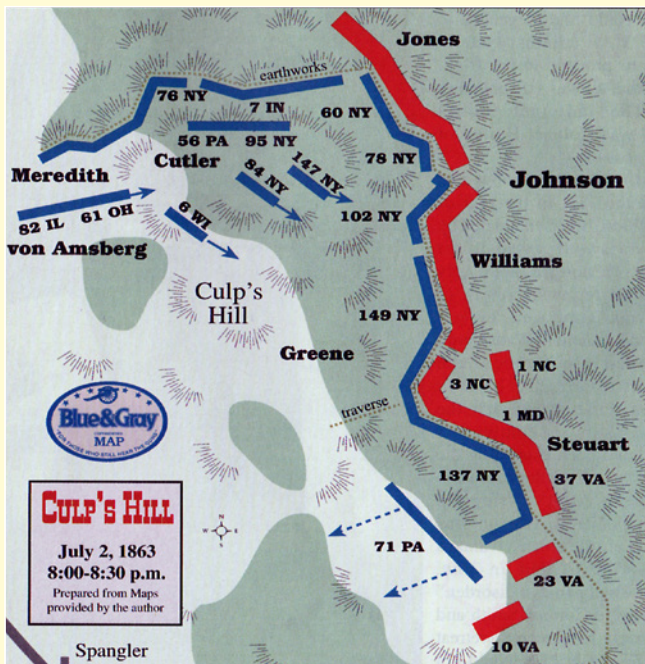 Jones
earthworks
76 NY
7 IN
60 NY
56 PA
95 NY
Cutler
84 NY
147 NY
78 NY
Meredith
Johnson
82 IL
61 OH
6 WI
102 NY
von Amsberg
Williams
Culp's
Hill
149 NY
Greene
3 NC
1 NC
1 MD
traverse
Steuart
Blue&Gray
MAP
137 NY
37 VA
CULP'S HILL
July 2, 1863
8:00-8:30 p.m.
Prepared from Maps
provided by the author
N
W
E
S
71 PA
23 VA
10 VA
Spangler